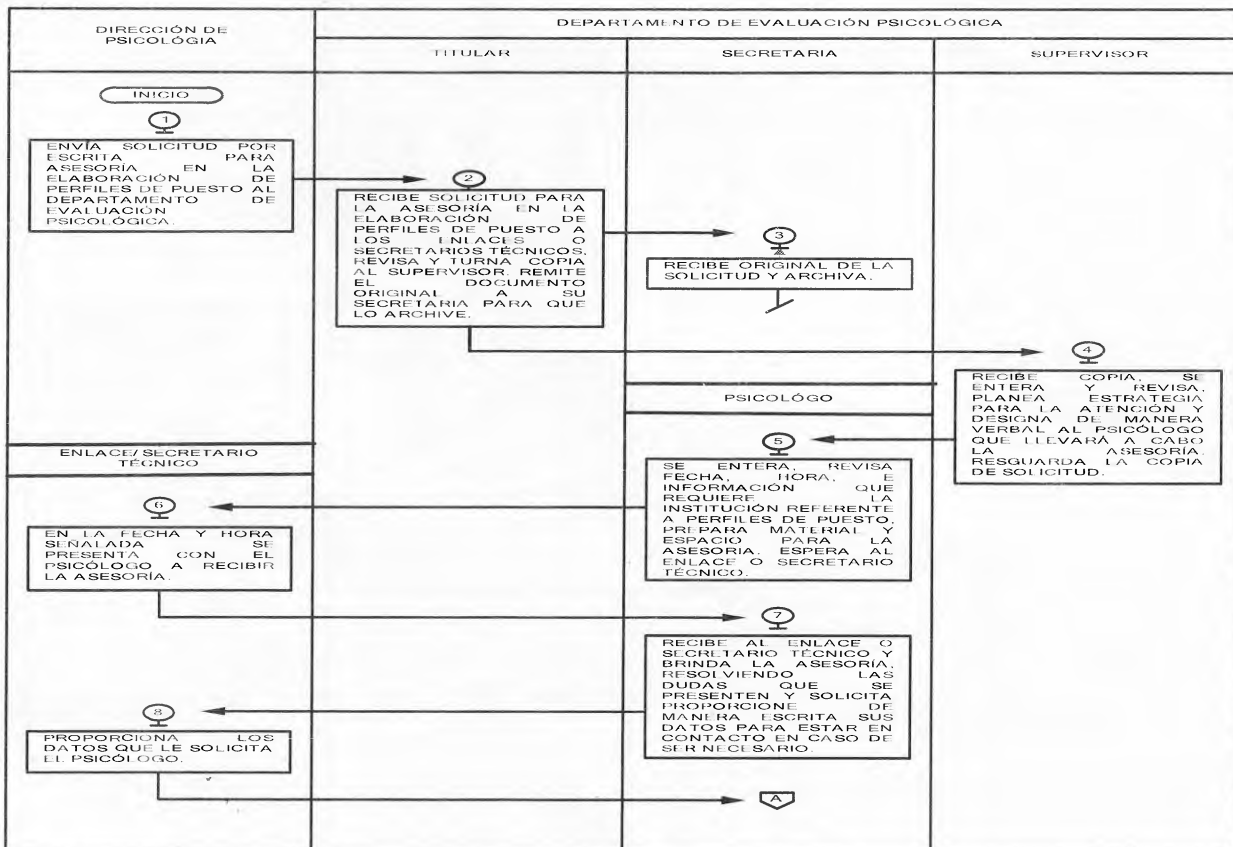 DIRECCIÓN DE
PSICOLÓGIA
DEPARTAMENTO DE EVALUACIÓN PSICOLÓGICA
TITULAR
SECRETARIA
SUPERVISOR
INICIO
1
ENVÍA SOLICITUD POR
ESCRITA PARA
ASESORÍA EN LA
ELABORACIÓN DE
PERFILES DE PUESTO AL
DEPARTAMENTO DE
EVALUACIÓN
PSICOLÓGICA.
2
RECIBE SOLICITUD PARA
LA ASESORÍA EN LA
ELABORACIÓN DE
PERFILES DE PUESTO A
LOS ENLACES O
SECRETARIOS TÉCNICOS,
REVISA Y TURNA COPIA
AL SUPERVISOR. REMITE
EL DOCUMENTO
ORIGINAL A SU
SECRETARIA PARA QUE
LO ARCHIVE.
3
RECIBE ORIGINAL DE LA
SOLICITUD Y ARCHIVA.
4
RECIBE COPIA, SE
ENTERA Y REVISA.
PLANEA ESTRATEGIA
PARA LA ATENCIÓN Y
DESIGNA DE MANERA
VERBAL AL PSICÓLOGO
QUE LLEVARÁ A CABO
LA ASESORÍA.
RESGUARDA LA COPIA
DE SOLICITUD.
PSICOLÓGO
5
SE ENTERA, REVISA
FECHA, HORA, E
INFORMACIÓN QUE
REQUIERE LA
INSTITUCIÓN REFERENTE
A PERFILES DE PUESTO,
PREPARA MATERIAL Y
ESPACIO PARA LA
ASESORIA. ESPERA AL
ENLACE O SECRETARIO
TÉCNICO.
ENLACE/SECRETARIO
TÉCNICO
6
EN LA FECHA Y HORA
SEÑALADA SE
PRESENTA CON EL
PSICÓLOGO A RECIBIR
LA ASESORÍA.
7
RECIBE AL ENLACE O
SECRETARIO TÉCNICO Y
BRINDA LA ASESORÍA,
RESOLVIENDO LAS
DUDAS QUE SE
PRESENTEN Y SOLICITA
PROPORCIONE DE
MANERA ESCRITA SUS
DATOS PARA ESTAR EN
CONTACTO EN CASO DE
SER NECESARIO.
8
PROPORCIONA LOS
DATOS QUE LE SOLICITA
EL PSICÓLOGO.
A